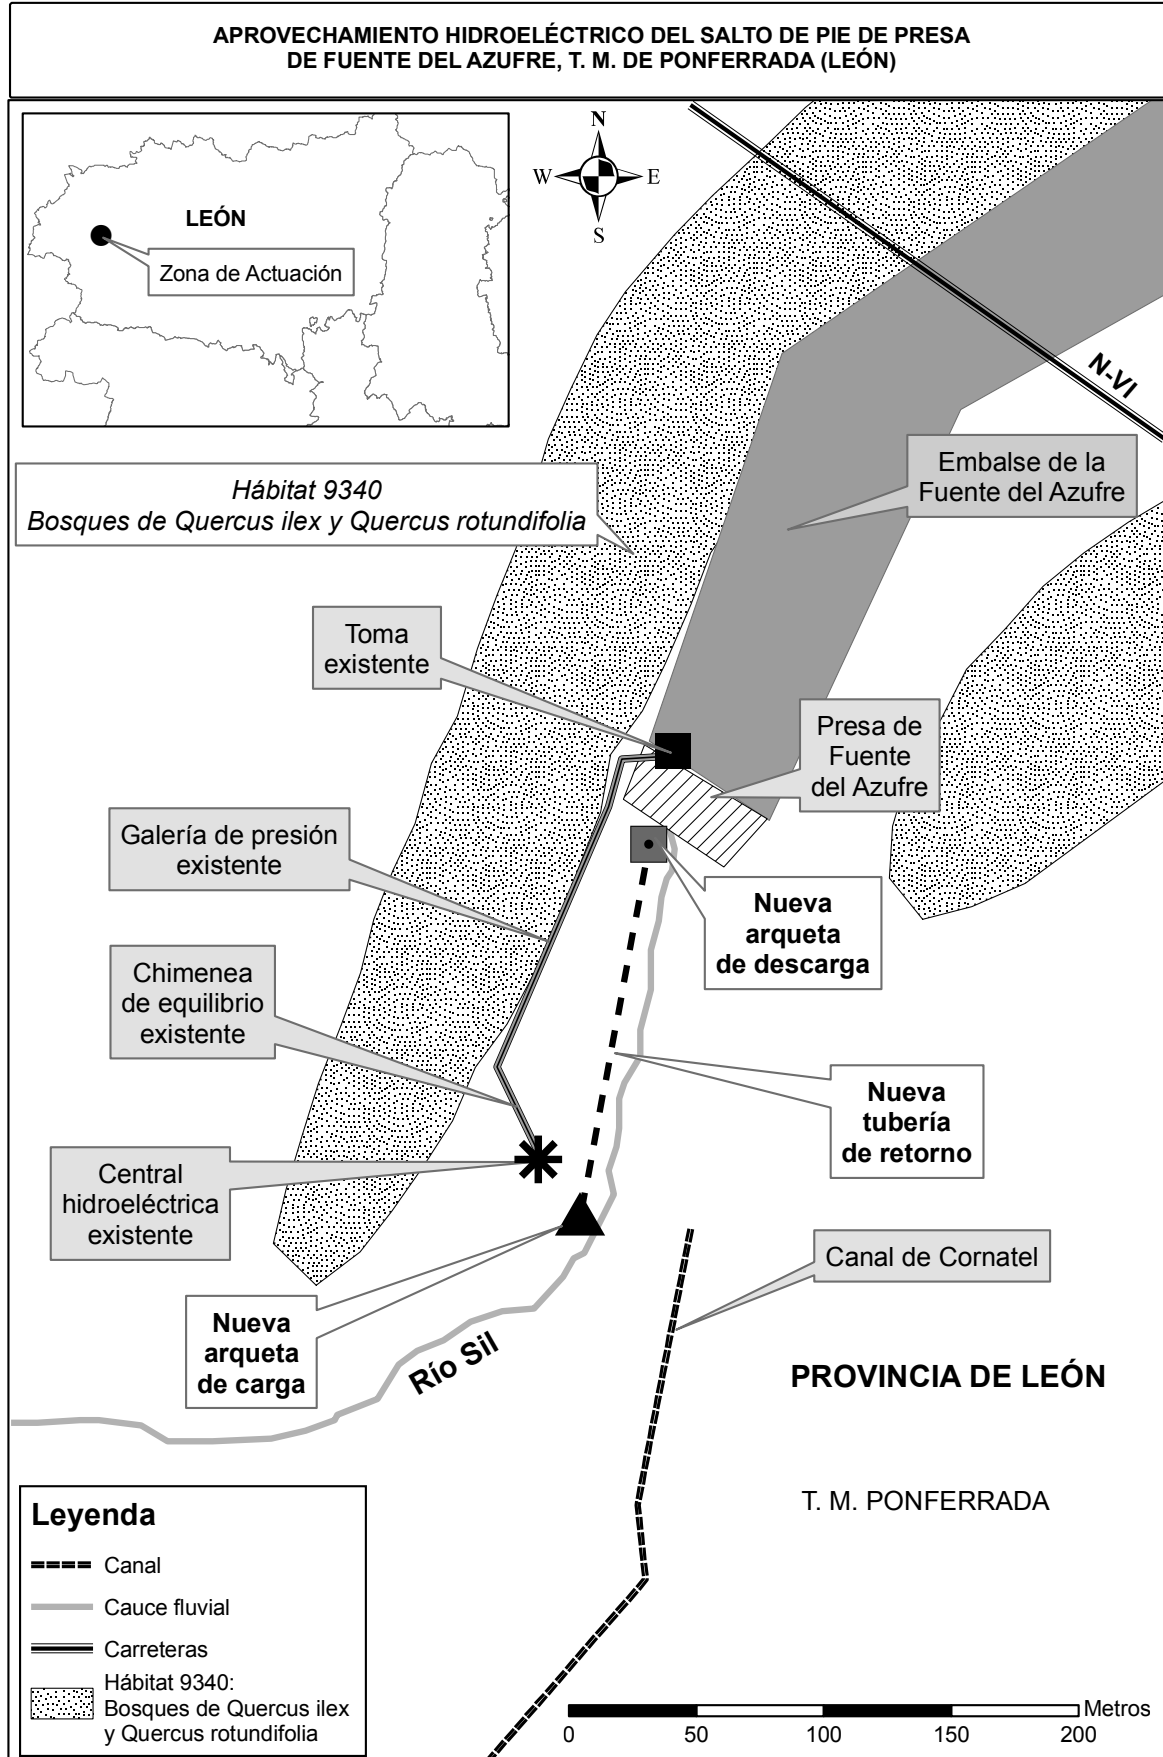 APROVECHAMIENTO HIDROELÉCTRICO DEL SALTO DE PIE DE PRESA
DE FUENTE DEL AZUFRE, T. M. DE PONFERRADA (LEÓN)
N
W
E
S
LEÓN
Zona de Actuación
N-VI
Embalse de la
Fuente del Azufre
Hábitat 9340
Bosques de Quercus ilex y Quercus rotundifolia
Toma
existente
Presa de
Fuente
del Azufre
Galería de presión
existente
Nueva
arqueta
de descarga
Chimenea
de equilibrio
existente
Nueva
tubería
de retorno
Central
hidroeléctrica
existente
Canal de Cornatel
Nueva
arqueta
de carga
Río Sil
PROVINCIA DE LEÓN
T. M. PONFERRADA
Leyenda
Canal
Cauce fluvial
Carreteras
Hábitat 9340:
Bosques de Quercus ilex
y Quercus rotundifolia
Metros
0 50 100 150 200